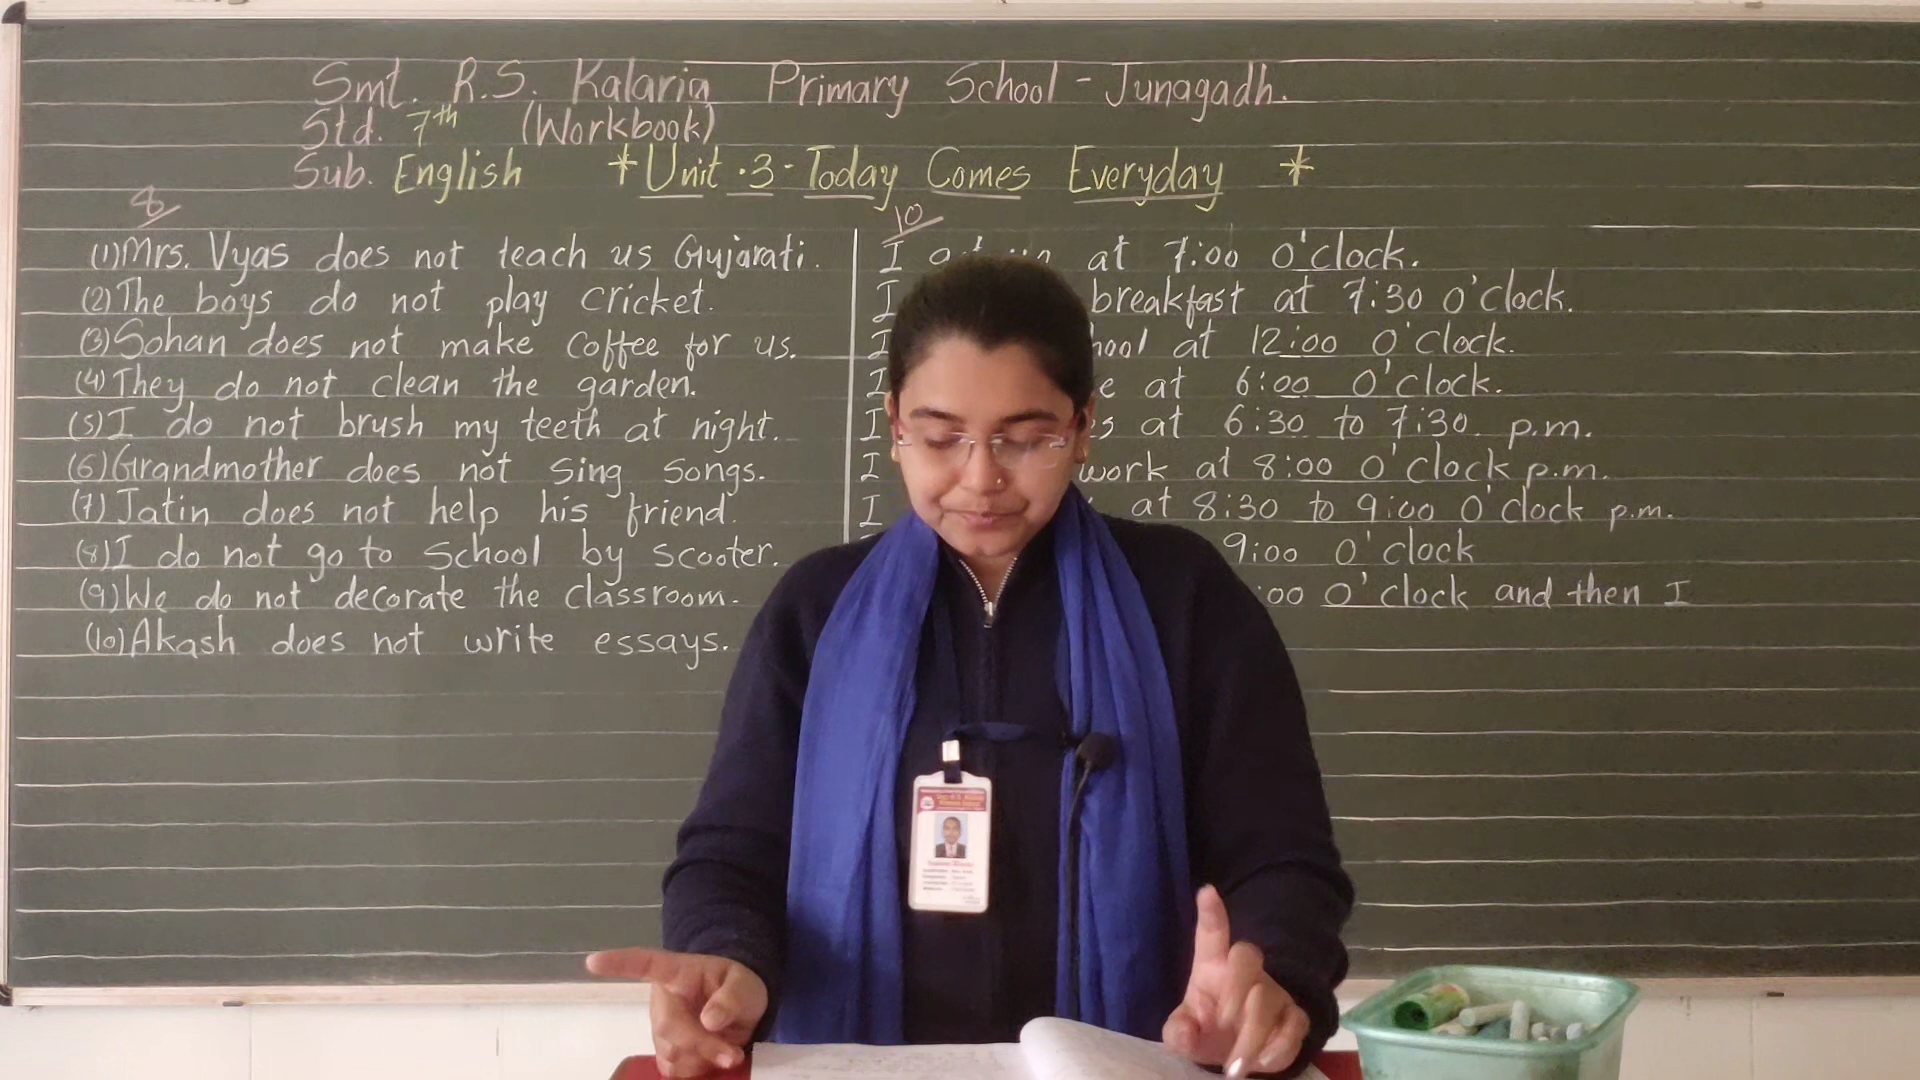 Smt. R.S. Kalaria Primary School - Junagadh.
Std. 7th (Workbook)
Sub. English * Unit.3 - Today Comes Everyday *
8
(1) Mrs. Vyas does not teach us Gujarati.
(2) The boys do not play cricket.
(3) Sohan does not make coffee for us.
(4) They do not clean the garden.
(5) I do not brush my teeth at night.
(6) Grandmother does not sing songs.
(7) Jatin does not help his friend.
(8) I do not go to school by scooter.
(9) We do not decorate the classroom.
(10) Akash does not write essays.
10
I at 7:00 O'clock.
I breakfast at 7:30 O'clock.
I at 12:00 O'clock.
I at 6:00 O'clock.
I at 6:30 to 7:30 p.m.
I work at 8:00 O'clock p.m.
I at 8:30 to 9:00 O'clock p.m.
9:00 O'clock
:00 O'clock and then I